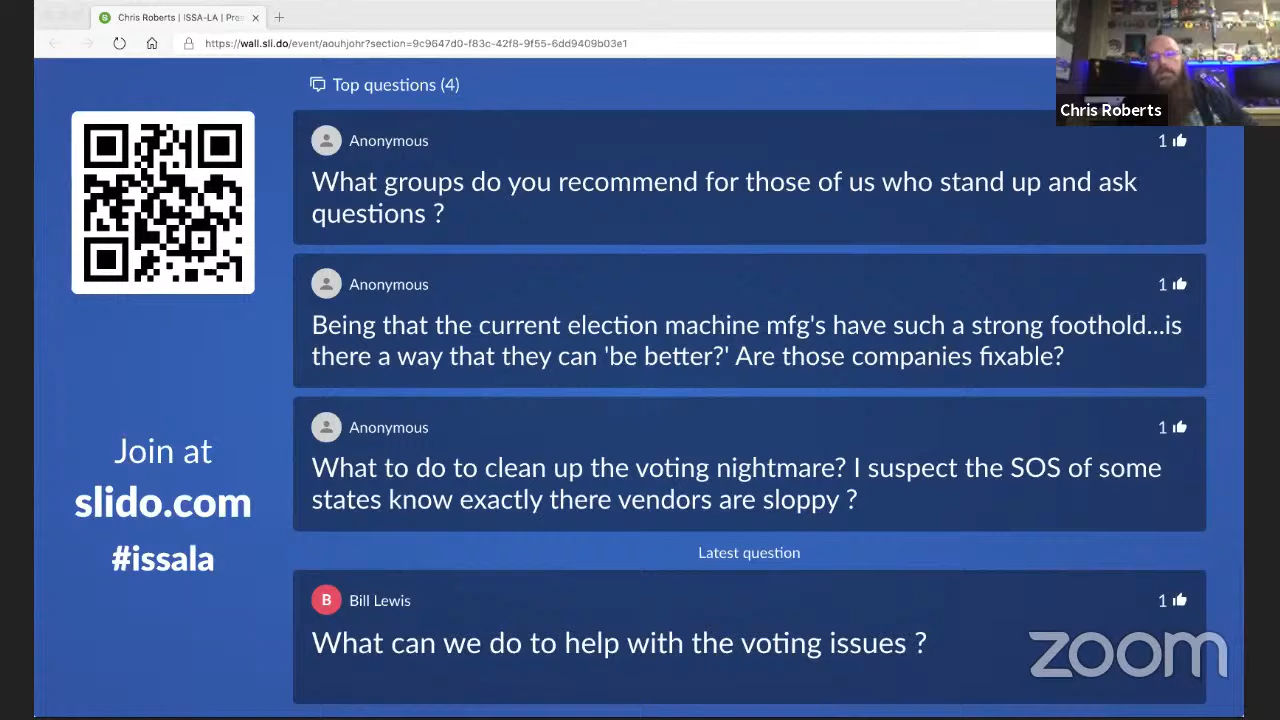 Chris Roberts | ISSA-LA | Pre
https://wall.sli.do/event/aouhjohr?section=9c9647d0-f83c-42f8-9f55-6dd9409b03e1
Chris Roberts
Top questions (4)
Anonymous
1
What groups do you recommend for those of us who stand up and ask
questions ?
Anonymous
1
Being that the current election machine mfg's have such a strong foothold...is
there a way that they can 'be better?' Are those companies fixable?
Anonymous
1
What to do to clean up the voting nightmare? I suspect the SOS of some
states know exactly there vendors are sloppy ?
Join at
slido.com
#issala
Latest question
B
Bill Lewis
1
What can we do to help with the voting issues ?
zoom